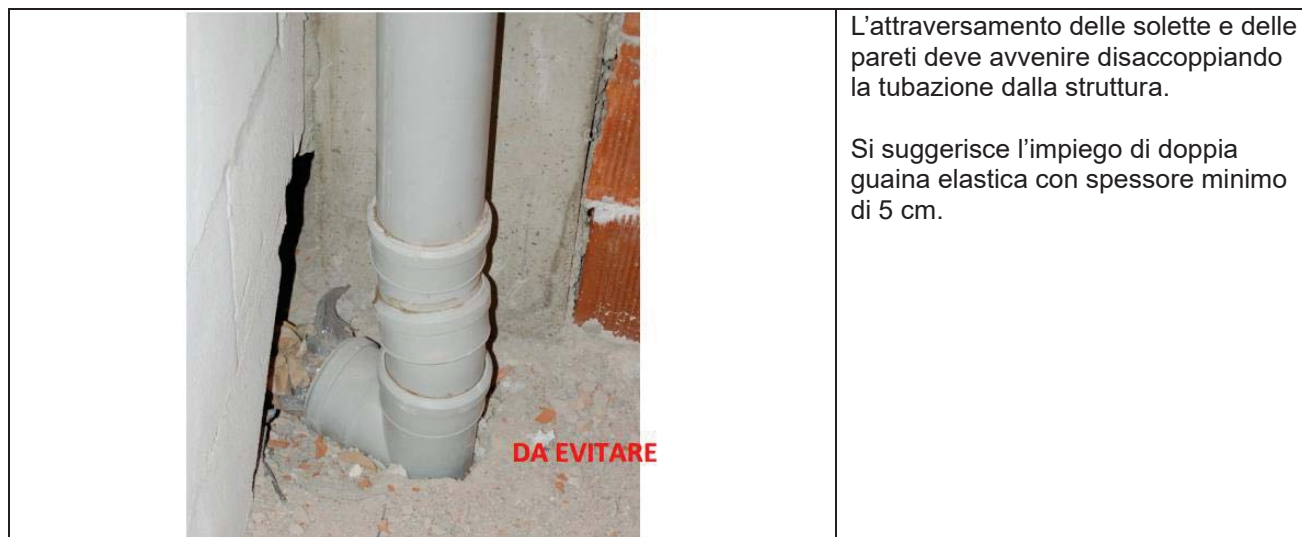 L’attraversamento delle solette e delle
pareti deve avvenire disaccoppiando
la tubazione dalla struttura.
Si suggerisce l’impiego di doppia
guaina elastica con spessore minimo
di 5 cm.
DA EVITARE